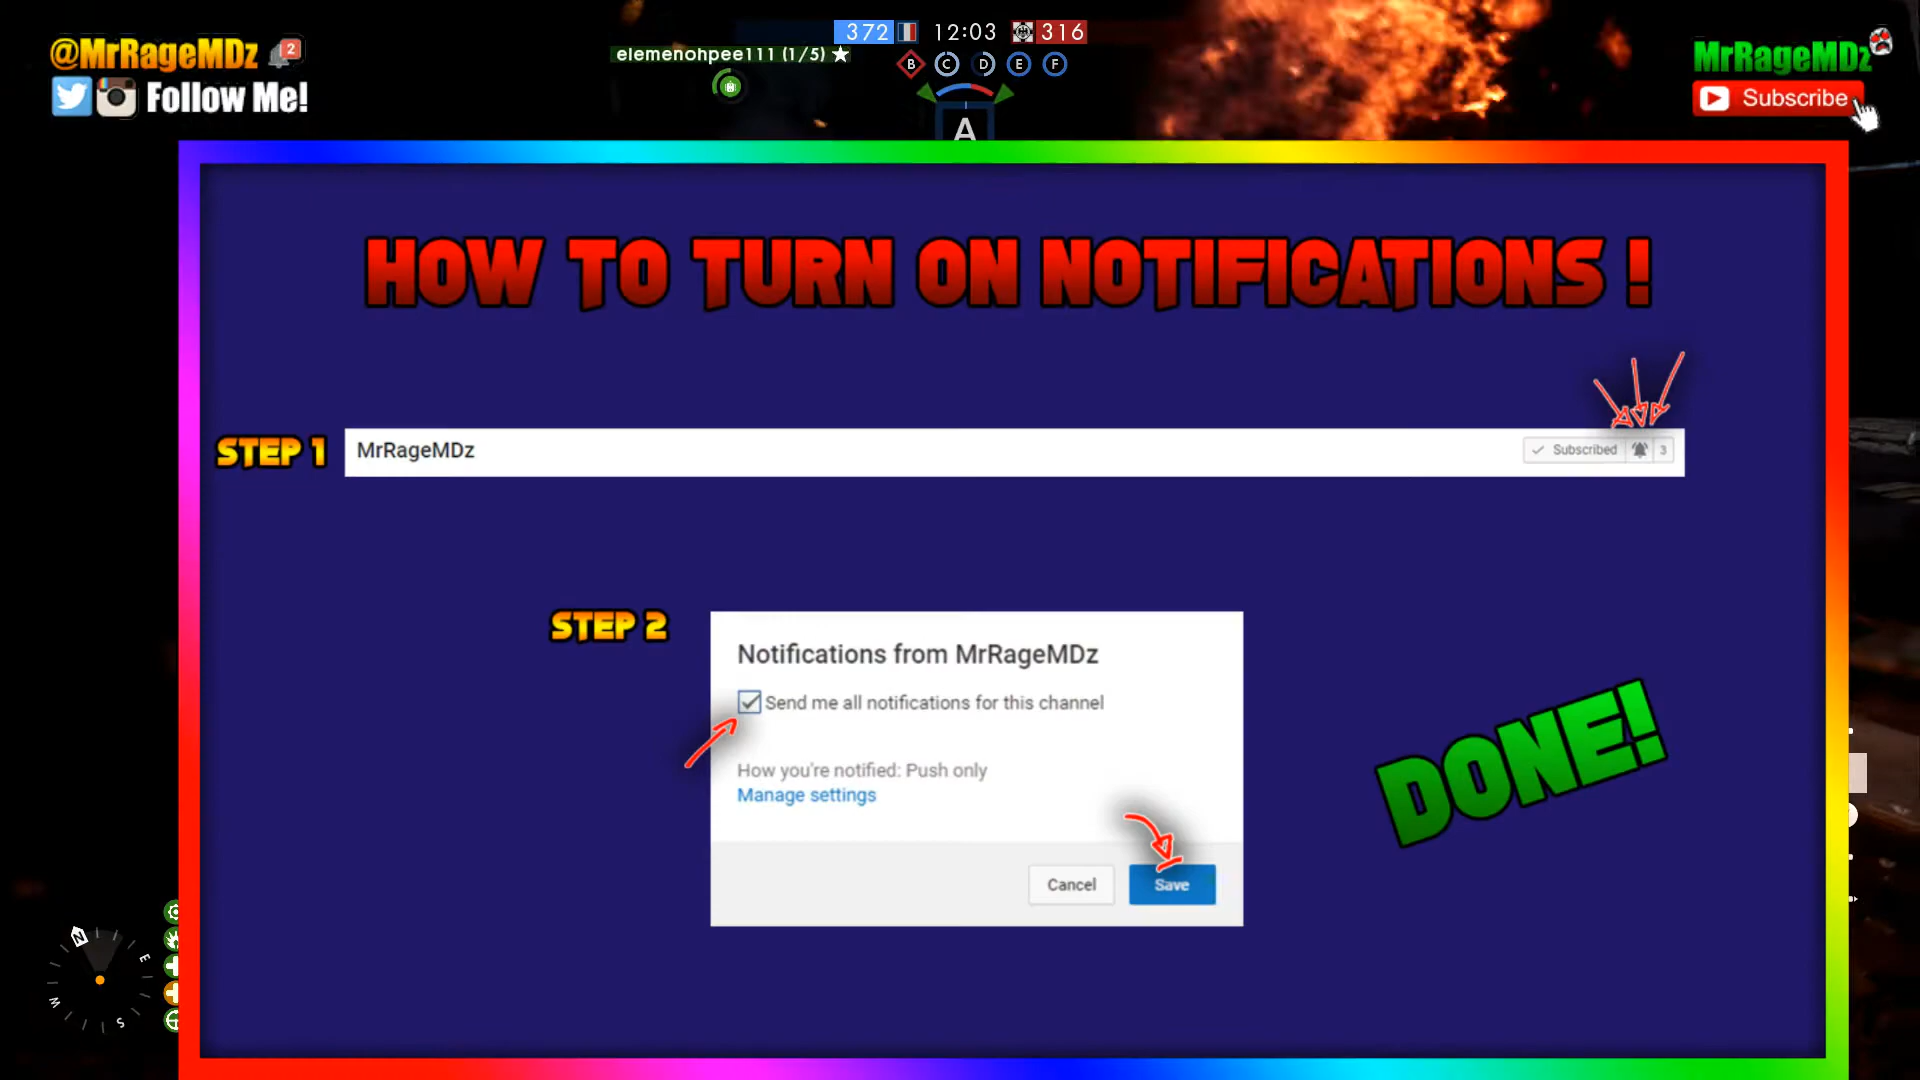 @MrRageMDz 2
Follow Me!
372 12:03 316
elemenohpee111 (1/5)
B C D E F
A
MrRageMDz
Subscribe
HOW TO TURN ON NOTIFICATIONS !
STEP 1
MrRageMDz
Subscribed 3
STEP 2
Notifications from MrRageMDz
Send me all notifications for this channel
How you're notified: Push only
Manage settings
Cancel Save
DONE!
N
E
W
S